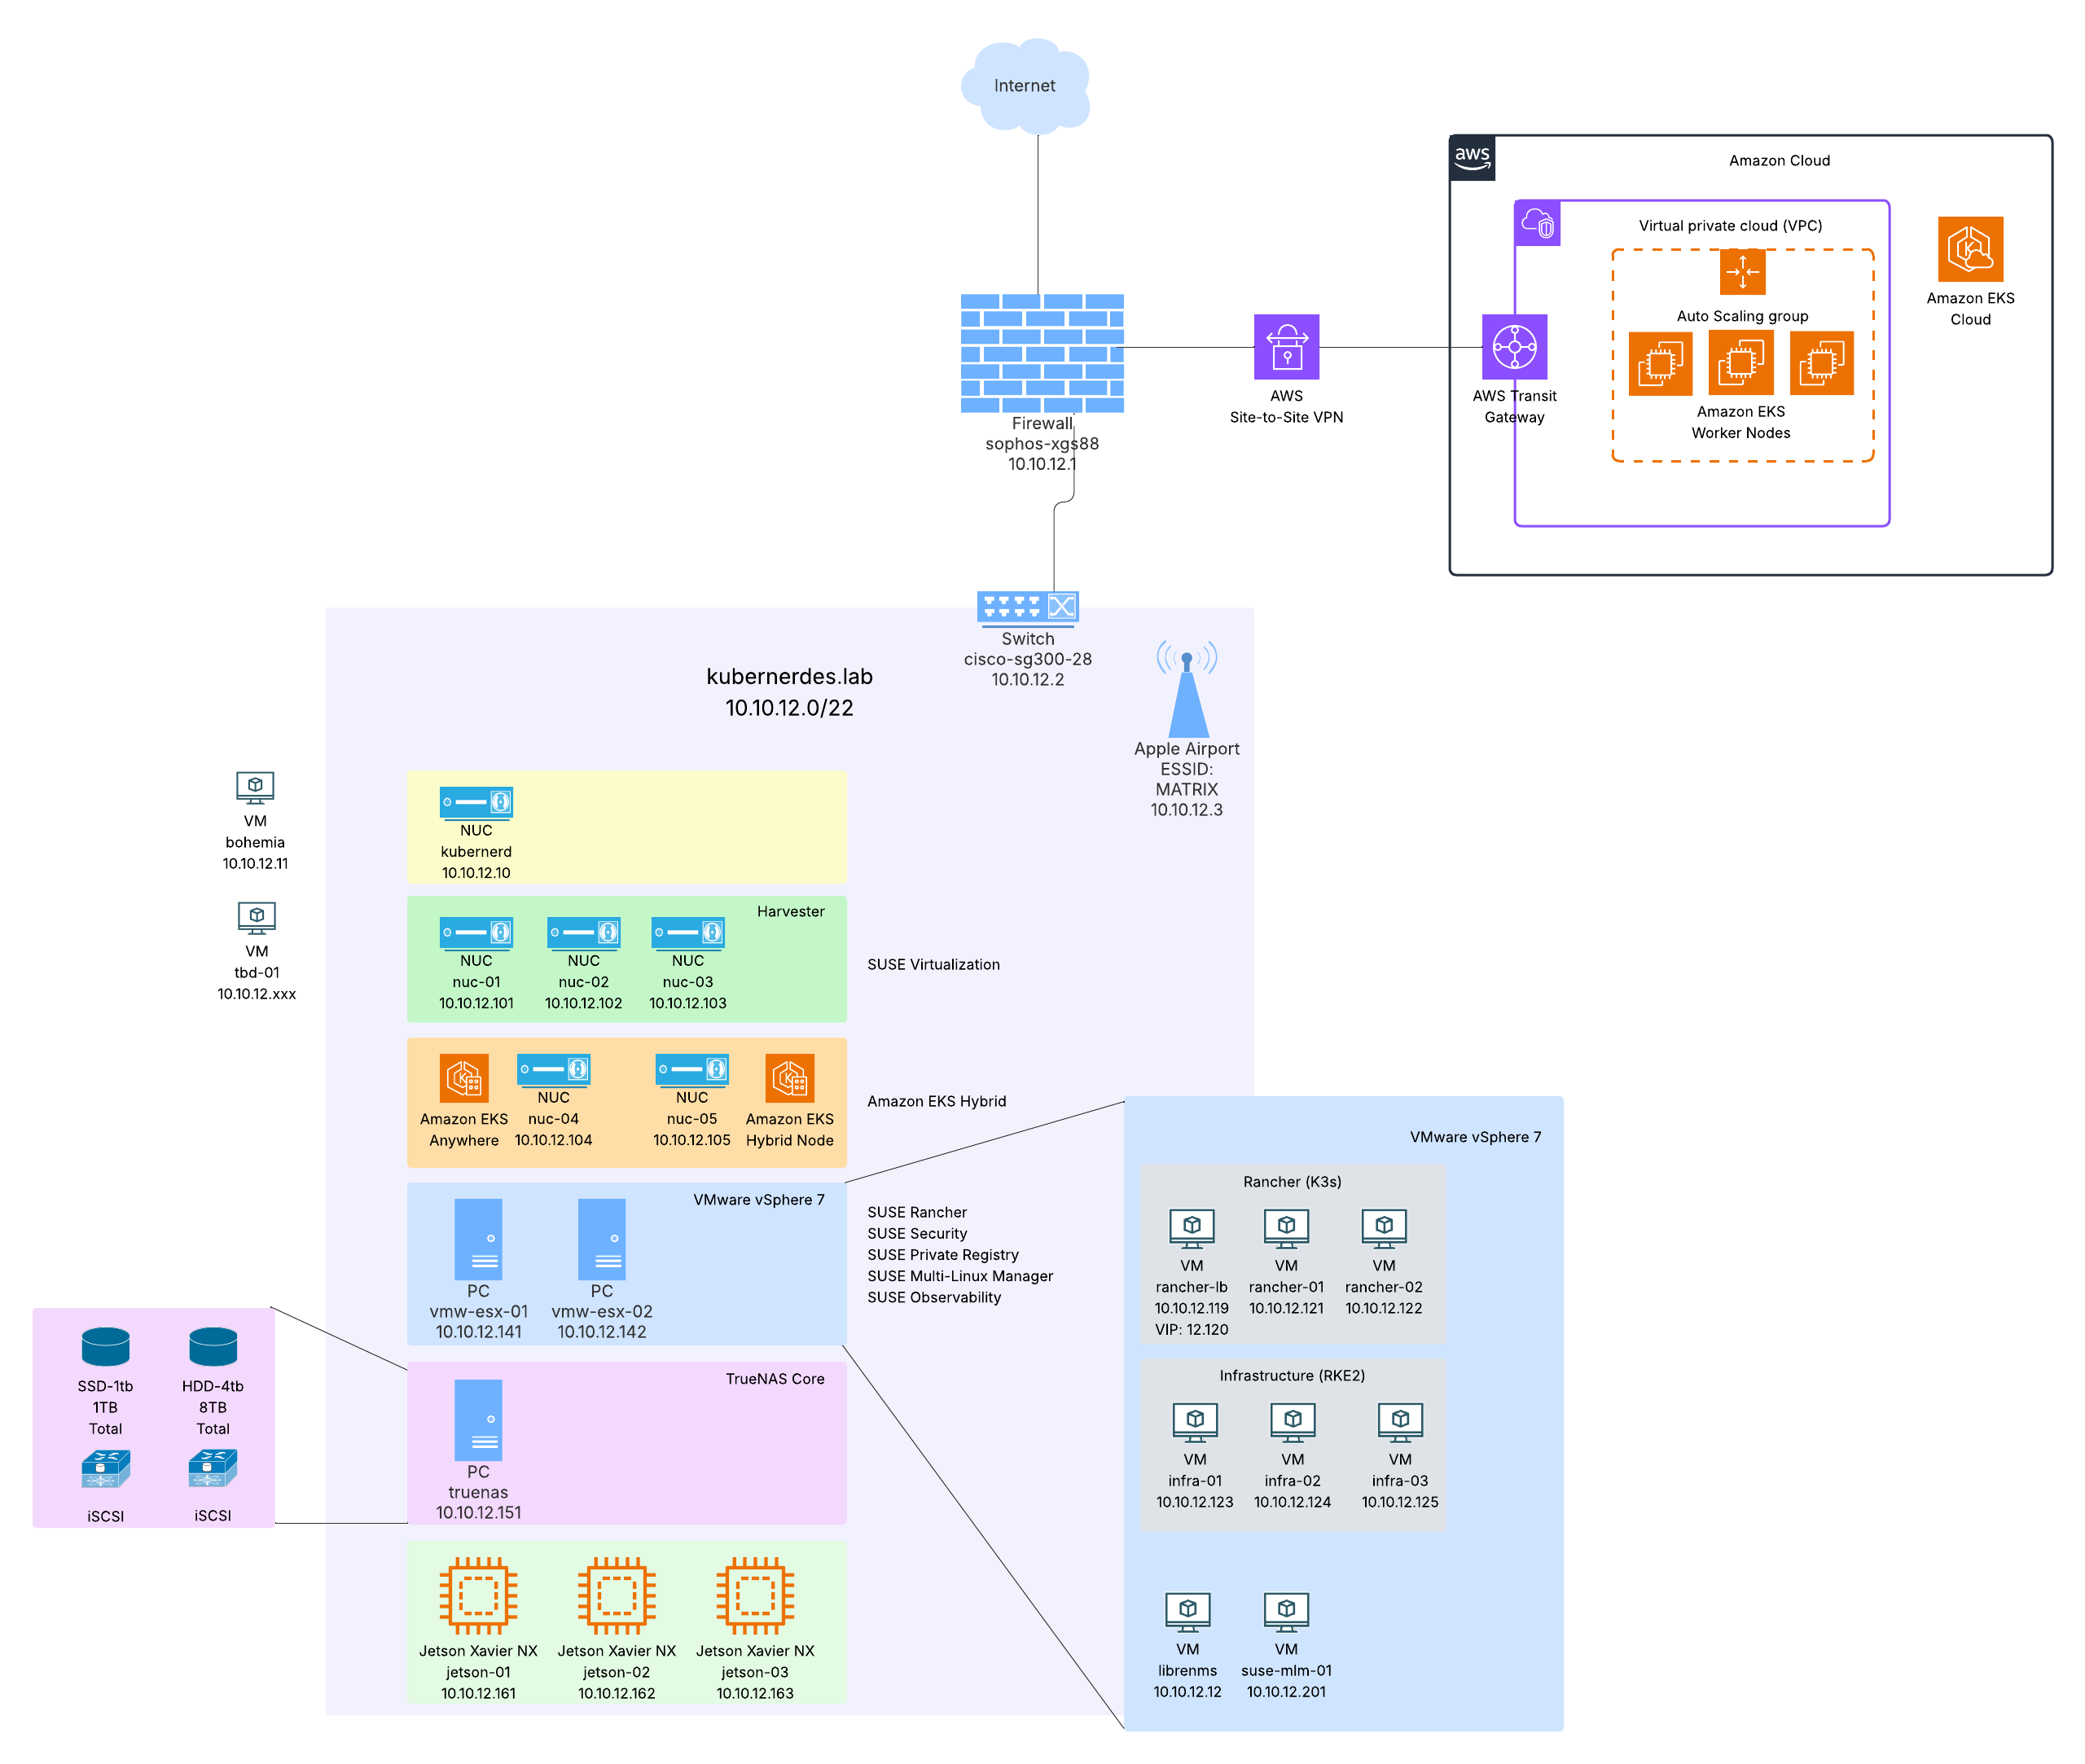 Internet
aws
Amazon Cloud
Virtual private cloud (VPC)
Auto Scaling group
Amazon EKS
Worker Nodes
Amazon EKS
Cloud
AWS
Site-to-Site VPN
AWS Transit
Gateway
Firewall
sophos-xgs88
10.10.12.1
Switch
cisco-sg300-28
10.10.12.2
kubernerdes.lab
10.10.12.0/22
Apple Airport
ESSID:
MATRIX
10.10.12.3
VM
bohemia
10.10.12.11
VM
tbd-01
10.10.12.xxx
NUC
kubernerd
10.10.12.10
Harvester
NUC
nuc-01
10.10.12.101
NUC
nuc-02
10.10.12.102
NUC
nuc-03
10.10.12.103
SUSE Virtualization
Amazon EKS
Anywhere
NUC
nuc-04
10.10.12.104
NUC
nuc-05
10.10.12.105
Amazon EKS
Hybrid Node
Amazon EKS Hybrid
VMware vSphere 7
PC
vmw-esx-01
10.10.12.141
PC
vmw-esx-02
10.10.12.142
SUSE Rancher
SUSE Security
SUSE Private Registry
SUSE Multi-Linux Manager
SUSE Observability
SSD-1tb
1TB
Total
iSCSI
HDD-4tb
8TB
Total
iSCSI
TrueNAS Core
PC
truenas
10.10.12.151
Jetson Xavier NX
jetson-01
10.10.12.161
Jetson Xavier NX
jetson-02
10.10.12.162
Jetson Xavier NX
jetson-03
10.10.12.163
VMware vSphere 7
Rancher (K3s)
VM
rancher-lb
10.10.12.119
VIP: 12.120
VM
rancher-01
10.10.12.121
VM
rancher-02
10.10.12.122
Infrastructure (RKE2)
VM
infra-01
10.10.12.123
VM
infra-02
10.10.12.124
VM
infra-03
10.10.12.125
VM
librenms
10.10.12.12
VM
suse-mlm-01
10.10.12.201